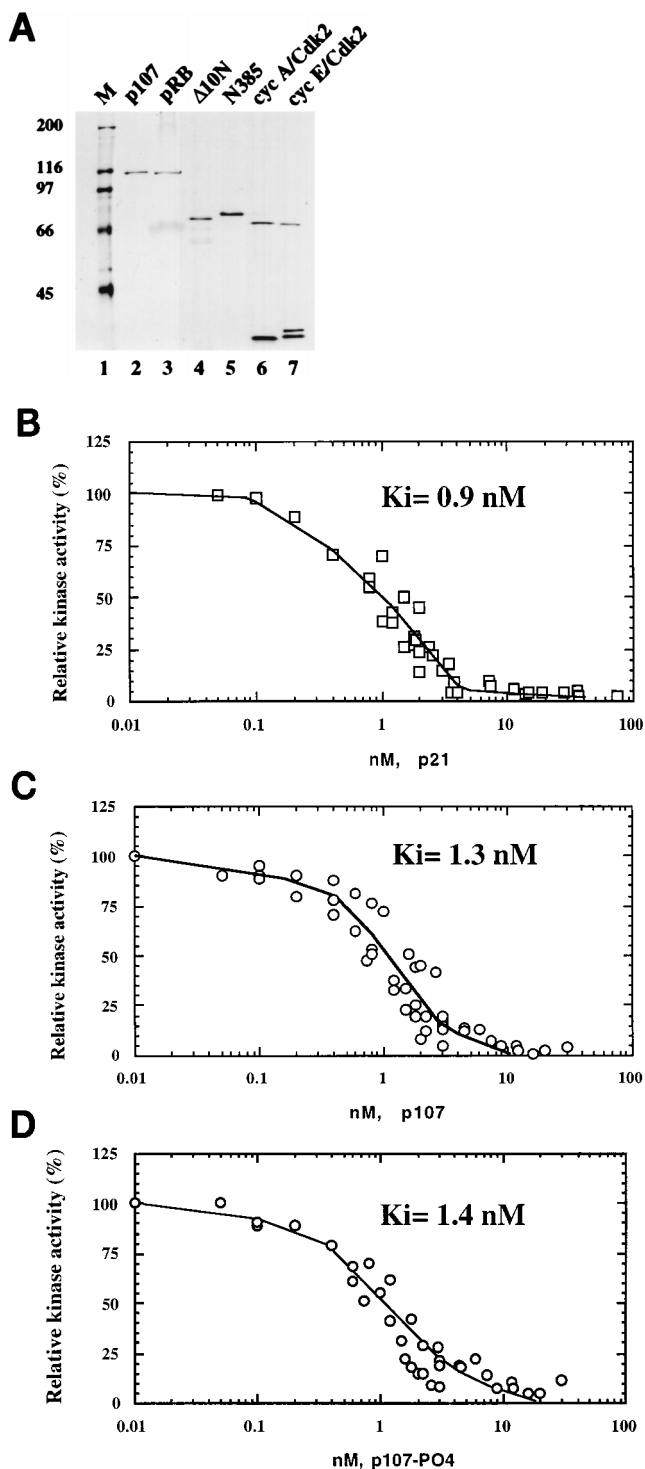 A
M p107 pRB Δ10N N385 cyc A/Cdk2 cyc E/Cdk2
200
116
97
66
45
1 2 3 4 5 6 7
B
Relative kinase activity (%)
125
100
75
50
25
0
Ki= 0.9 nM
0.01 0.1 1 10 100
nM, p21
C
Relative kinase activity (%)
125
100
75
50
25
0
Ki= 1.3 nM
0.01 0.1 1 10 100
nM, p107
D
Relative kinase activity (%)
125
100
75
50
25
0
Ki= 1.4 nM
0.01 0.1 1 10 100
nM, p107-PO4